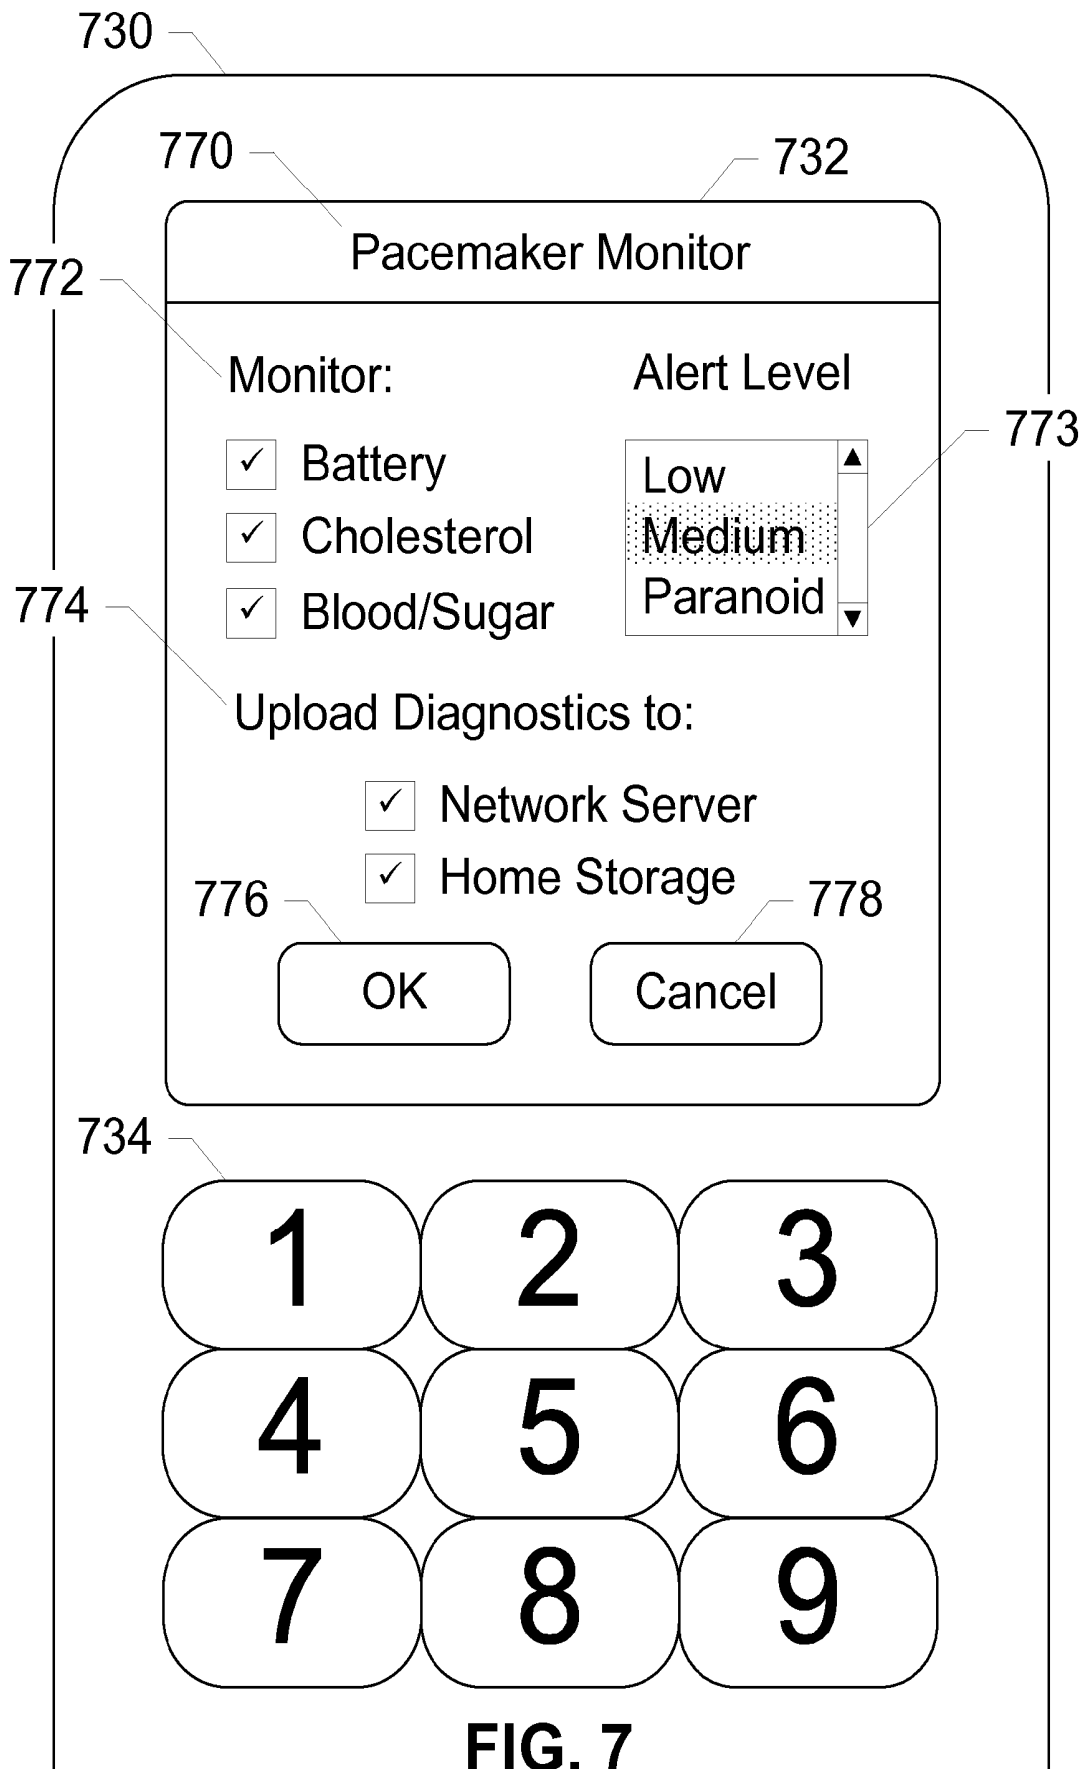 730
770
732
Pacemaker Monitor
772
Monitor:
Alert Level
773
✓ Battery
Low
✓ Cholesterol
Medium
774
✓ Blood/Sugar
Paranoid
Upload Diagnostics to:
✓ Network Server
✓ Home Storage
776
778
OK
Cancel
734
1 2 3
4 5 6
7 8 9
FIG. 7